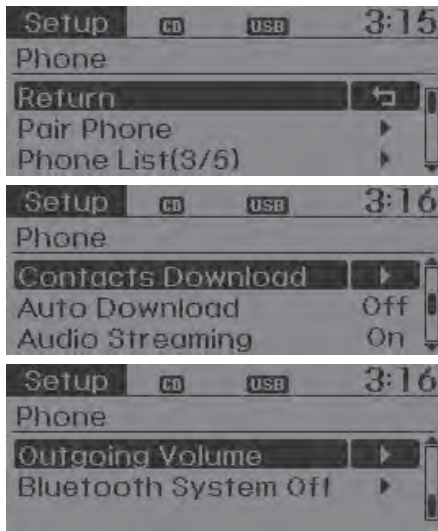 Setup CD USB 3:15
Phone
Return
Pair Phone
Phone List(3/5)
Setup CD USB 3:16
Phone
Contacts Download
Auto Download Off
Audio Streaming On
Setup CD USB 3:16
Phone
Outgoing Volume
Bluetooth System Off